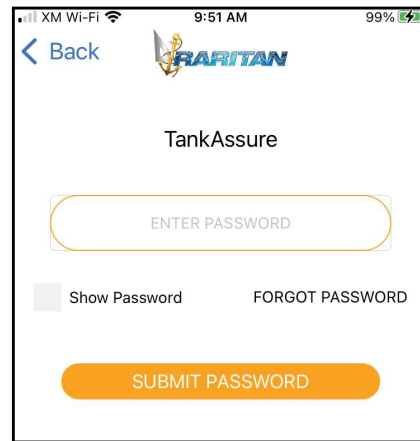 XM Wi-Fi 9:51 AM 99%
Back RARITAN
TankAssure
ENTER PASSWORD
Show Password FORGOT PASSWORD
SUBMIT PASSWORD